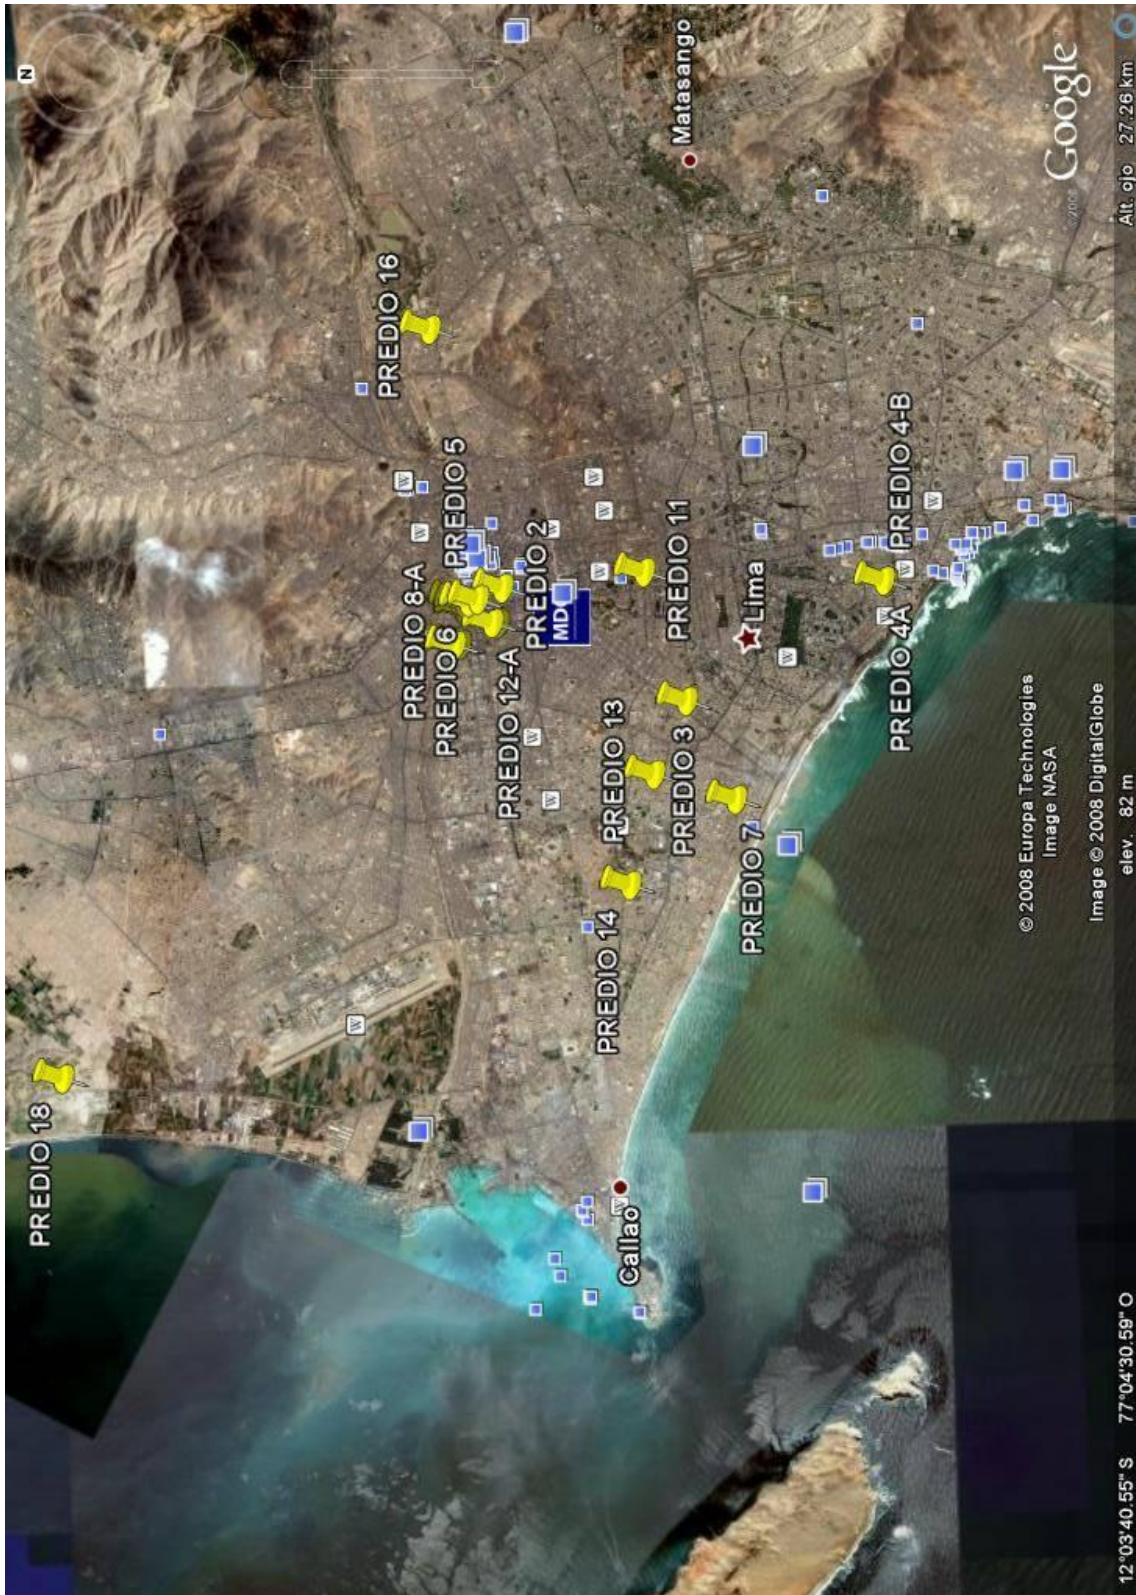 N
PREDIO 18
PREDIO 16
PREDIO 8-A
PREDIO 5
PREDIO 6
PREDIO 12-A
PREDIO 2
MD
PREDIO 13
PREDIO 14
PREDIO 11
PREDIO 3
PREDIO 7
Matasango
Lima
Callao
PREDIO 4-B
PREDIO 4A
© 2008 Europa Technologies
Image NASA
Image © 2008 DigitalGlobe
©2008 Google
12°03'40.55" S 77°04'30.59" O elev. 82 m Alt. ojo 27.26 km